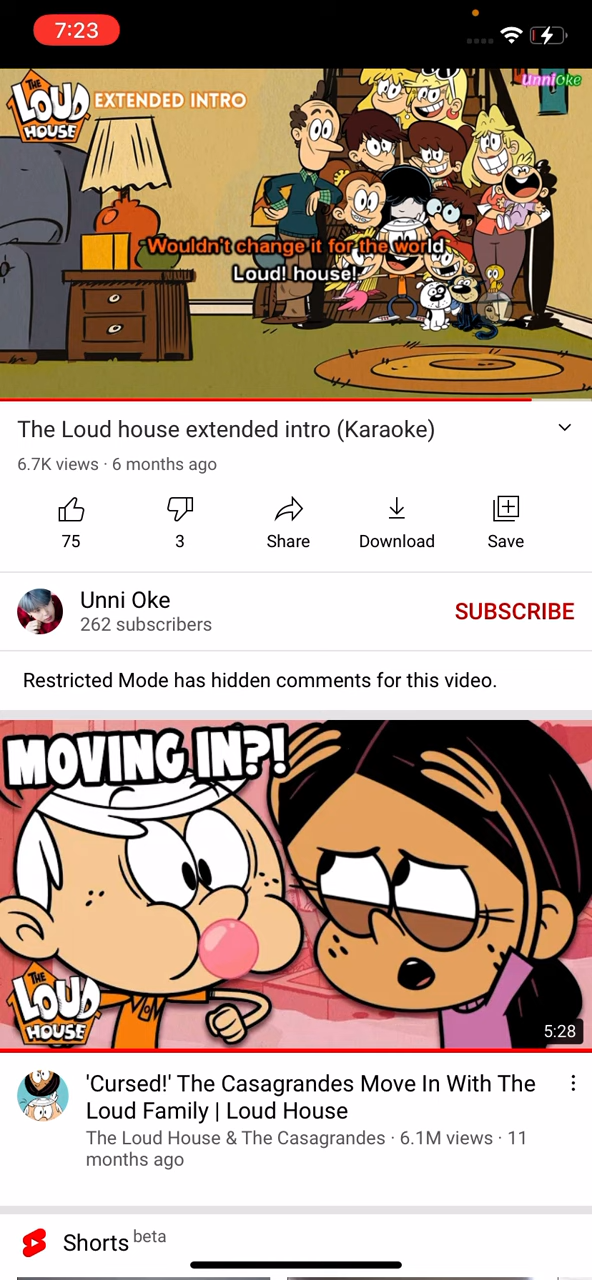 7:23
THE
LOUD
HOUSE
EXTENDED INTRO
UnniOke
Wouldn't change it for the world
Loud! house!
The Loud house extended intro (Karaoke)
6.7K views · 6 months ago
75
3
Share
Download
Save
Unni Oke
262 subscribers
SUBSCRIBE
Restricted Mode has hidden comments for this video.
MOVING IN?!
THE
LOUD
HOUSE
5:28
'Cursed!' The Casagrandes Move In With The
Loud Family | Loud House
The Loud House & The Casagrandes · 6.1M views · 11
months ago
Shorts beta